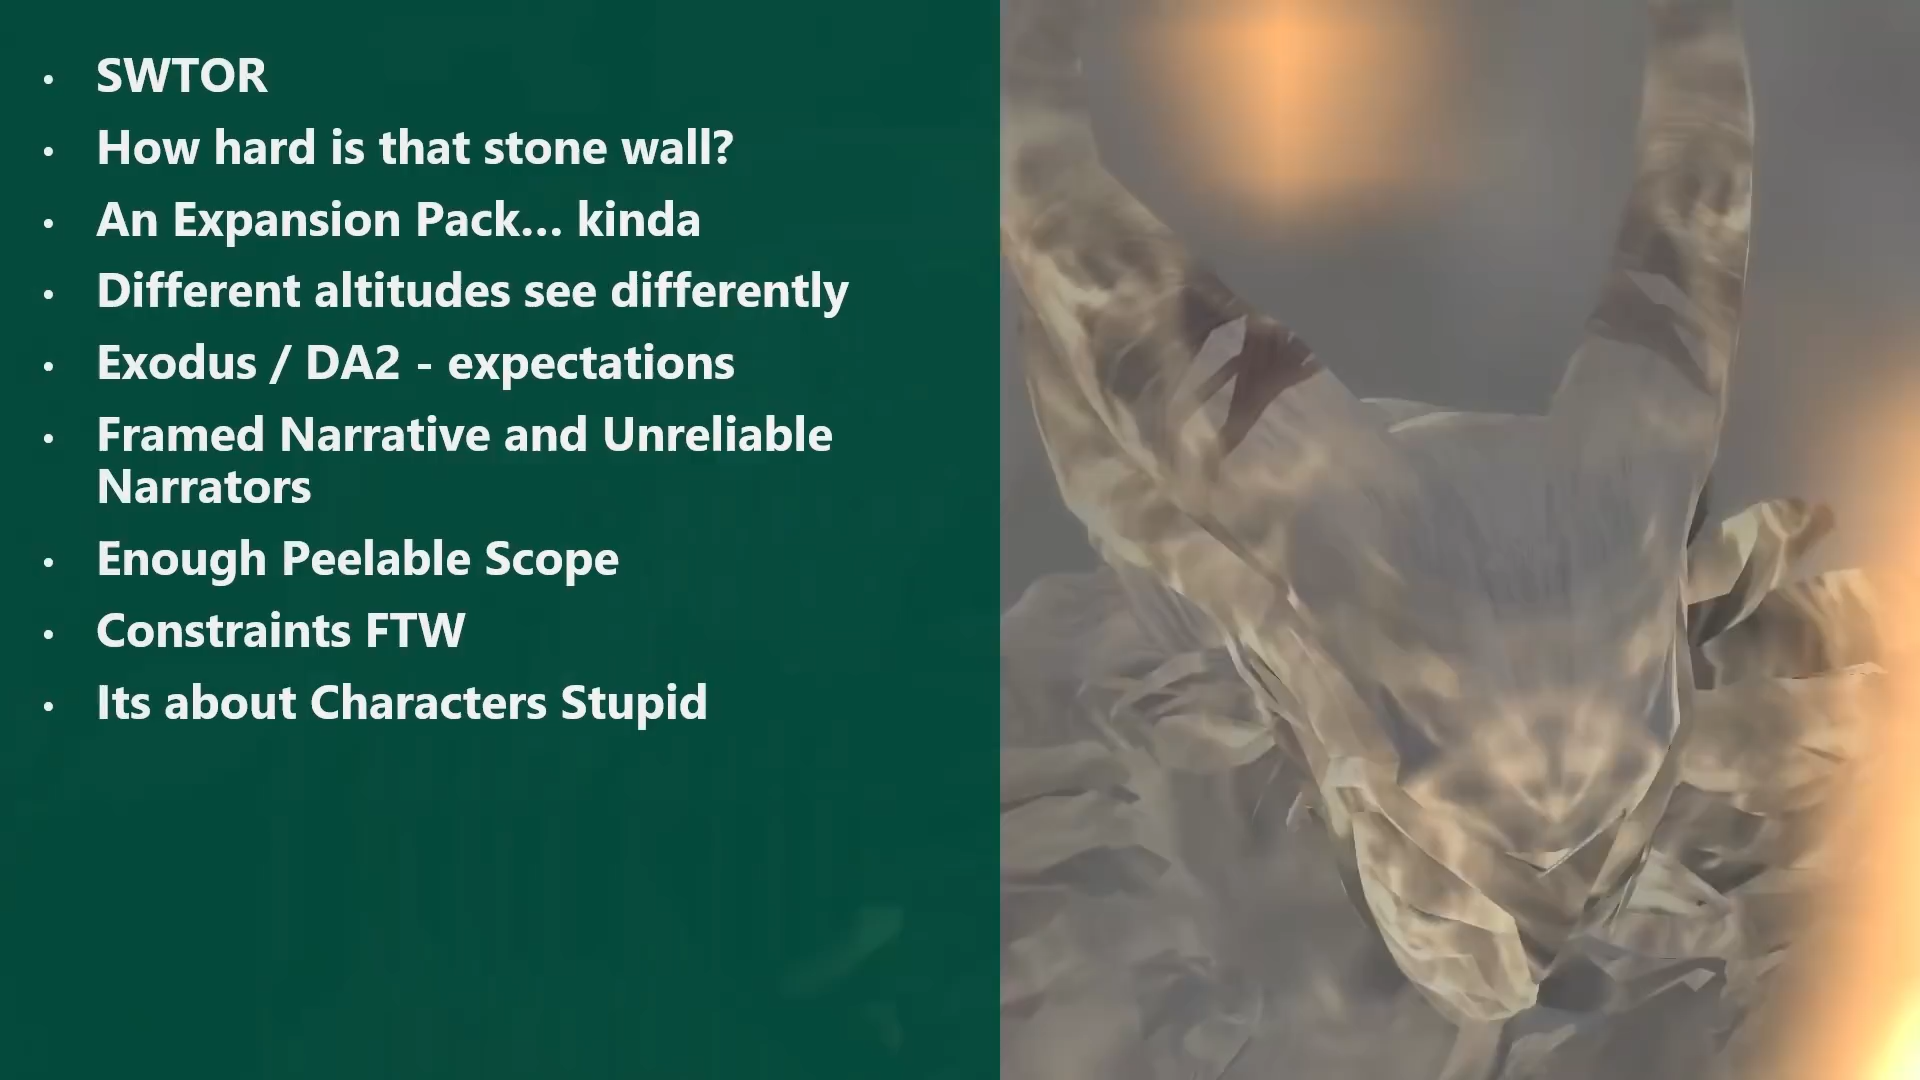 SWTOR
How hard is that stone wall?
An Expansion Pack... kinda
Different altitudes see differently
Exodus / DA2 - expectations
Framed Narrative and Unreliable
Narrators
Enough Peelable Scope
Constraints FTW
Its about Characters Stupid